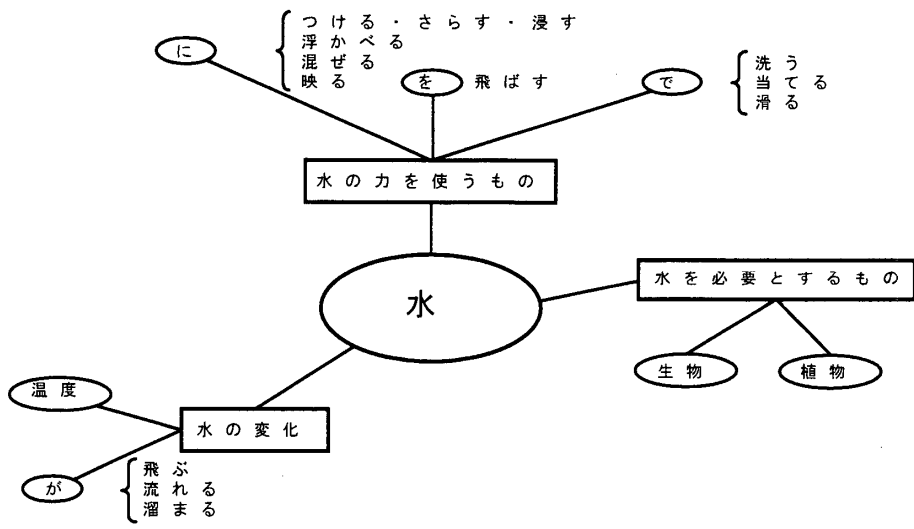 つける・さらす・浸す
に
浮かべる
混ぜる
映る
を
飛ばす
で
洗う
当てる
滑る
水の力を使うもの
水
水を必要とするもの
生物
植物
温度
水の変化
が
飛ぶ
流れる
溜まる